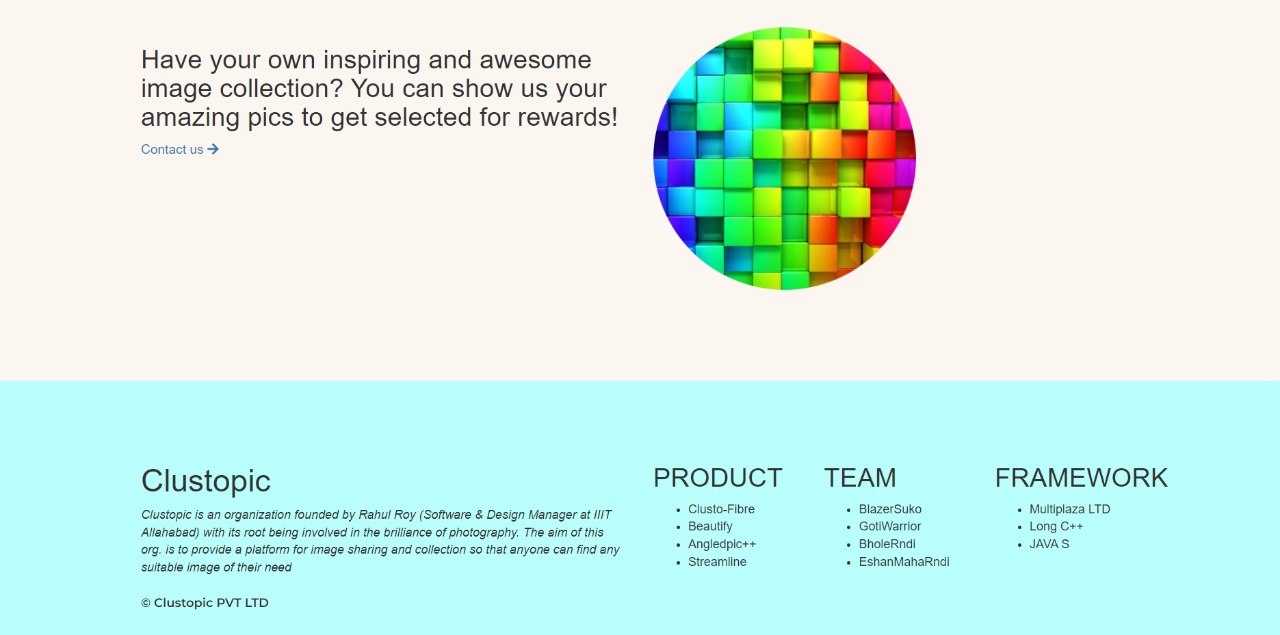 Have your own inspiring and awesome
image collection? You can show us your
amazing pics to get selected for rewards!
Contact us
Clustopic
Clustopic is an organization founded by Rahul Roy (Software & Design Manager at IIIT
Allahabad) with its root being involved in the brilliance of photography. The aim of this
org. is to provide a platform for image sharing and collection so that anyone can find any
suitable image of their need
© Clustopic PVT LTD
PRODUCT
Clusto-Fibre
Beautify
Angledpic++
Streamline
TEAM
BlazerSuko
GotiWarrior
BholeRndi
EshanMahaRndi
FRAMEWORK
Multiplaza LTD
Long C++
JAVA S